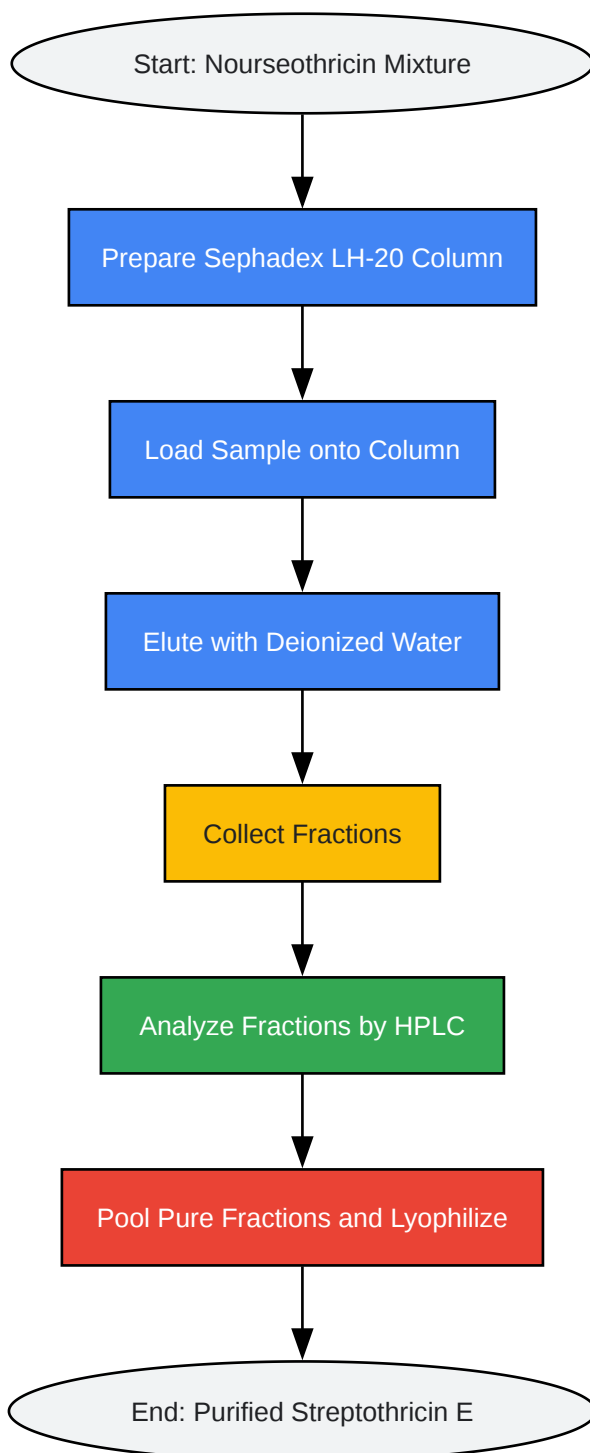 Start: Nourseothricin Mixture
Prepare Sephadex LH-20 Column
Load Sample onto Column
Elute with Deionized Water
Collect Fractions
Analyze Fractions by HPLC
Pool Pure Fractions and Lyophilize
End: Purified Streptothricin E